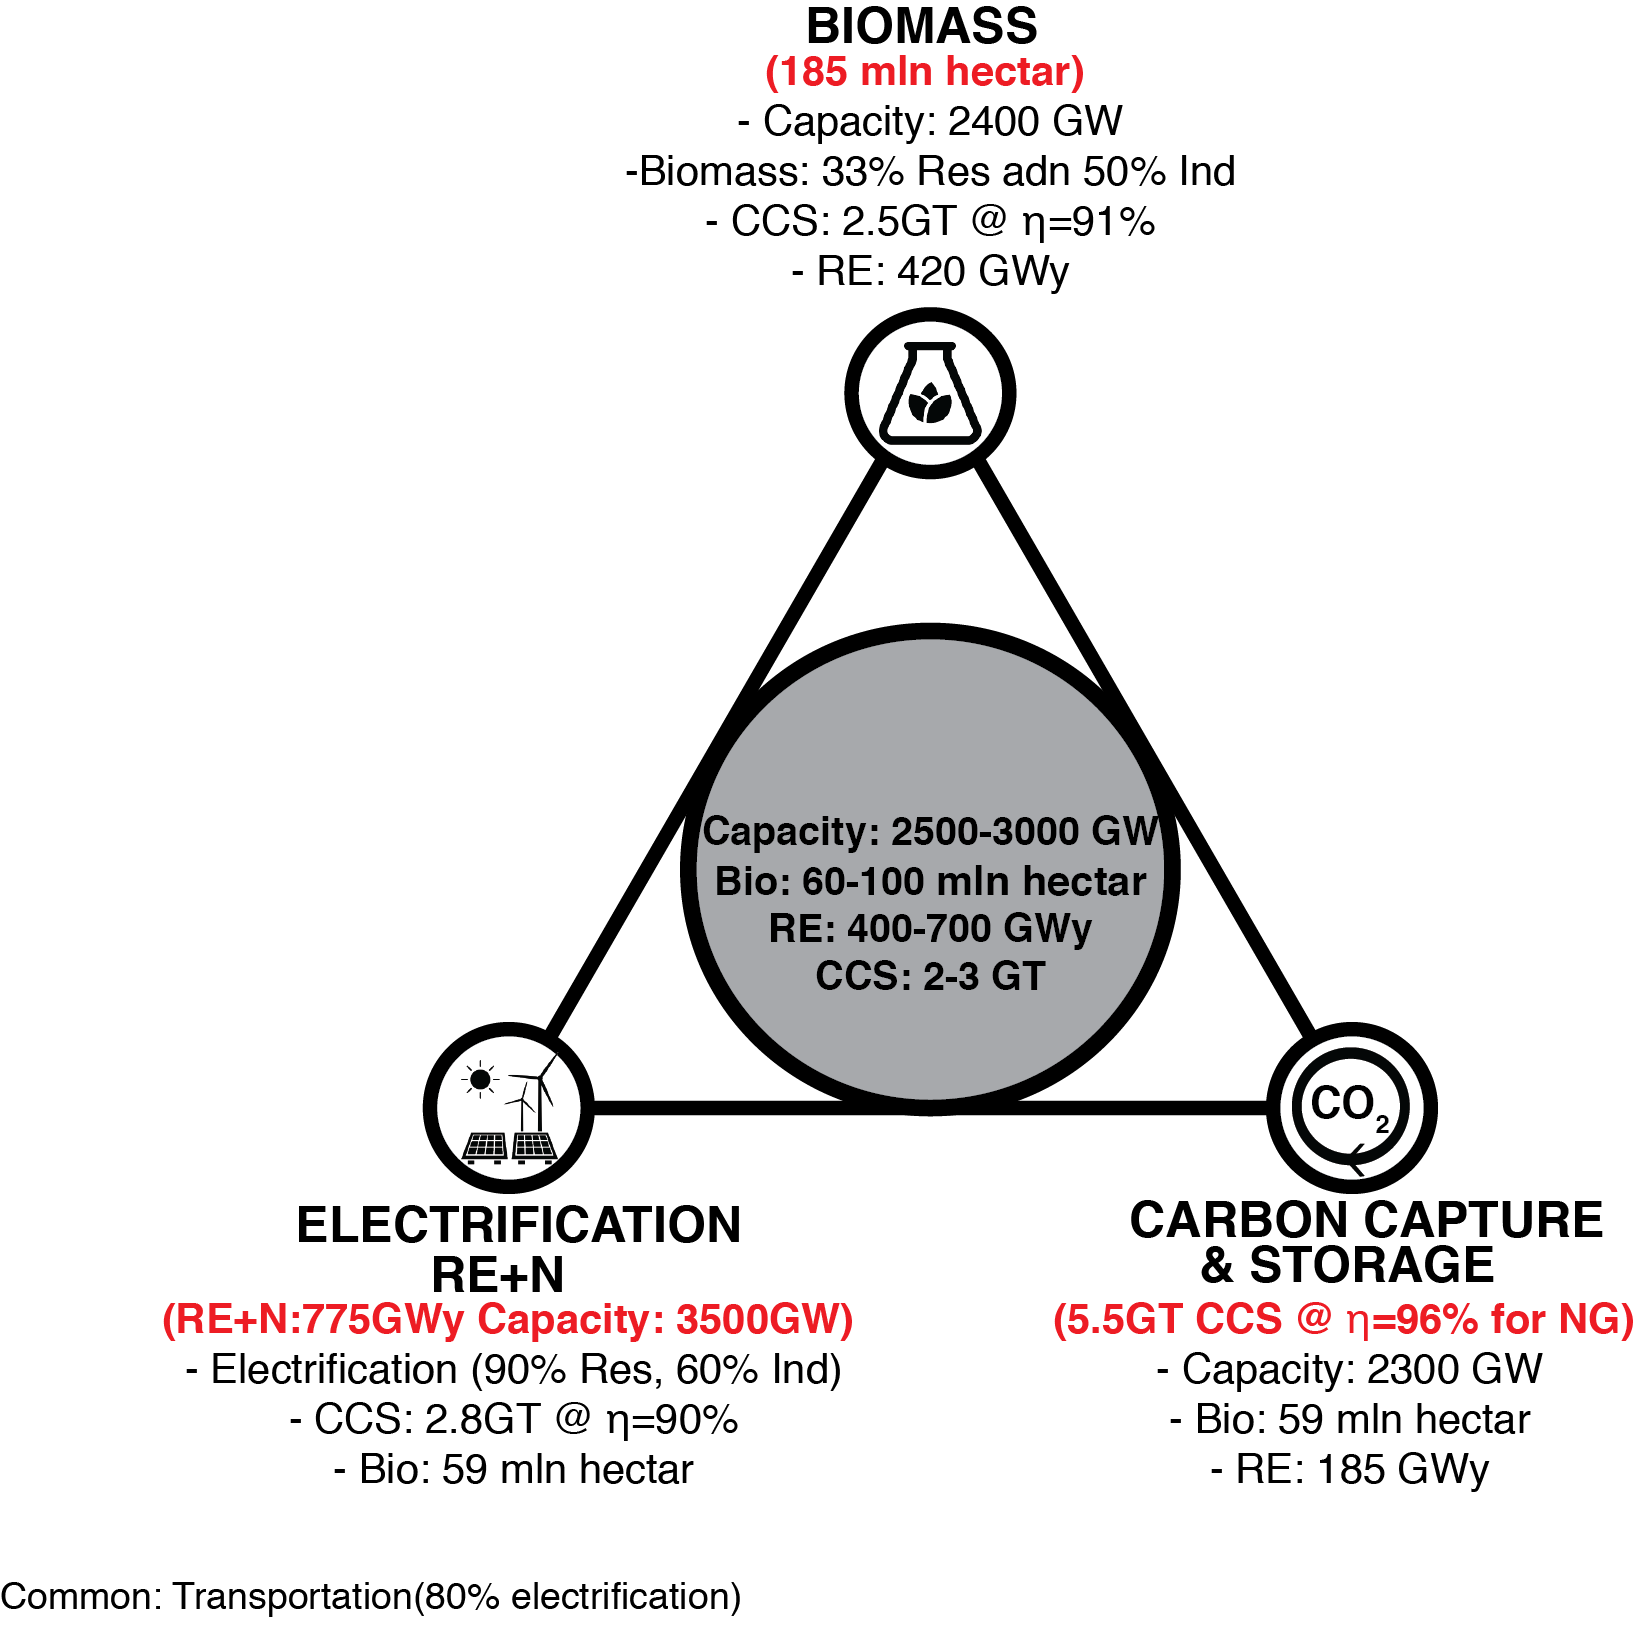 BIOMASS
(185 mln hectar)
- Capacity: 2400 GW
-Biomass: 33% Res adn 50% Ind
- CCS: 2.5GT @ η=91%
- RE: 420 GWy
Capacity: 2500-3000 GW
Bio: 60-100 mln hectar
RE: 400-700 GWy
CCS: 2-3 GT
CO2
ELECTRIFICATION
RE+N
(RE+N:775GWy Capacity: 3500GW)
- Electrification (90% Res, 60% Ind)
- CCS: 2.8GT @ η=90%
- Bio: 59 mln hectar
CARBON CAPTURE
& STORAGE
(5.5GT CCS @ η=96% for NG)
- Capacity: 2300 GW
- Bio: 59 mln hectar
- RE: 185 GWy
Common: Transportation(80% electrification)